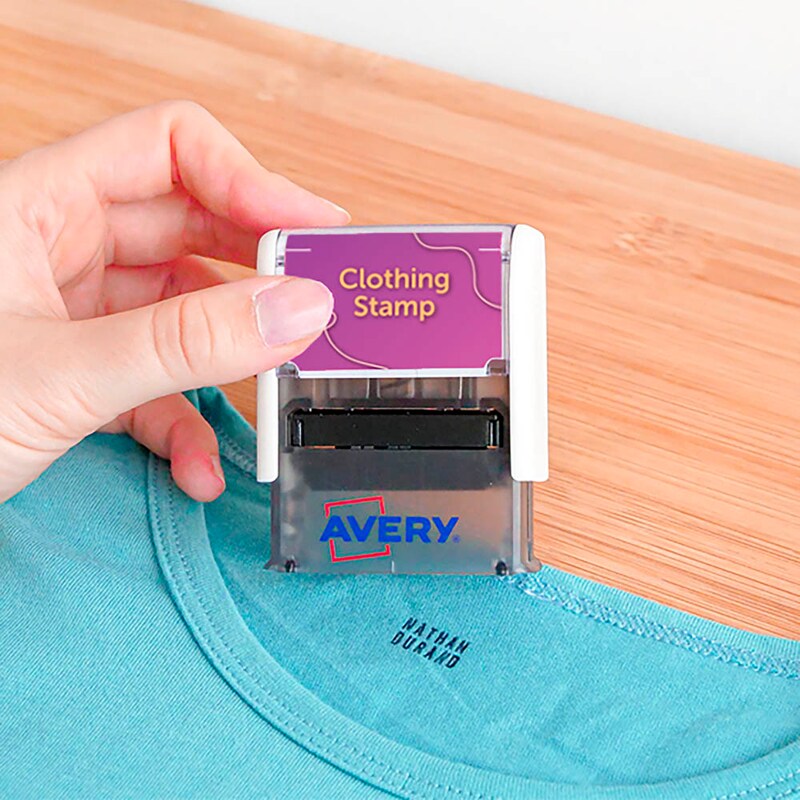 Clothing
Stamp
AVERY
NATHAN
DURAND